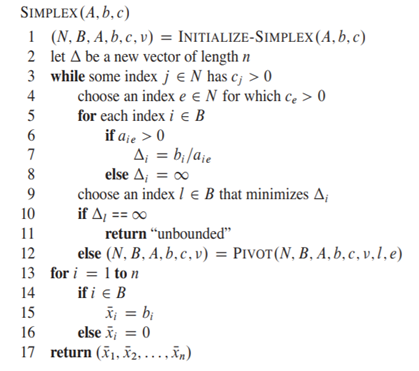 SIMPLEX(A, b, c)
1 (N, B, A, b, c, ν) = INITIALIZE-SIMPLEX(A, b, c)
2 let Δ be a new vector of length n
3 while some index j ∈ N has cⱼ > 0
4 choose an index e ∈ N for which cₑ > 0
5 for each index i ∈ B
6 if aᵢₑ > 0
7 Δᵢ = bᵢ/aᵢₑ
8 else Δᵢ = ∞
9 choose an index l ∈ B that minimizes Δᵢ
10 if Δₗ == ∞
11 return “unbounded”
12 else (N, B, A, b, c, ν) = PIVOT(N, B, A, b, c, ν, l, e)
13 for i = 1 to n
14 if i ∈ B
15 x̄ᵢ = bᵢ
16 else x̄ᵢ = 0
17 return (x̄₁, x̄₂, . . . , x̄ₙ)